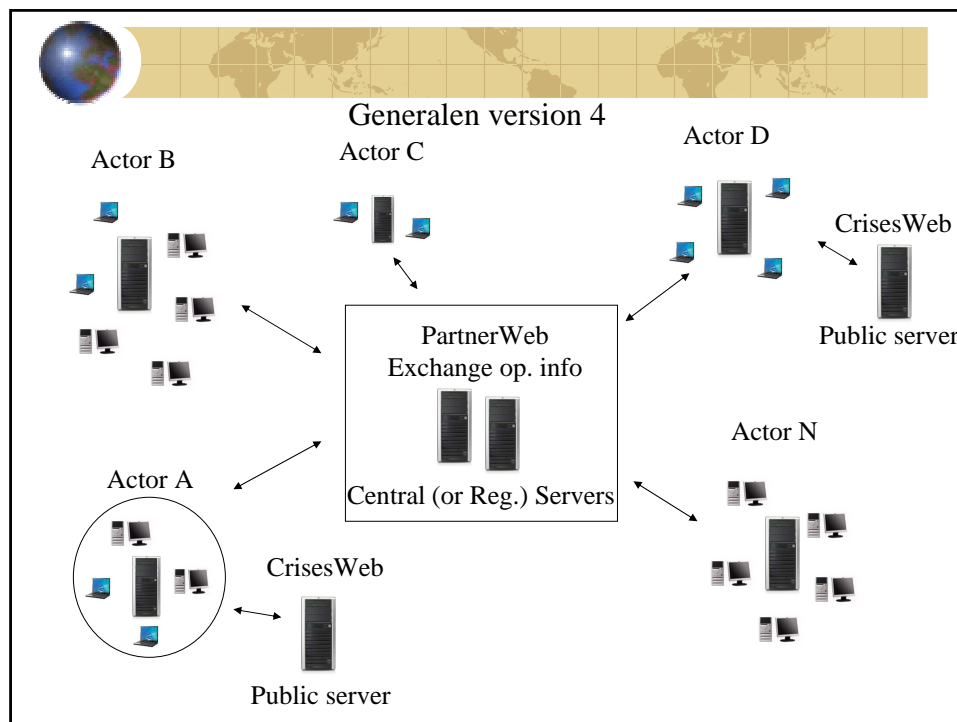 Generalen version 4
Actor B
Actor C
Actor D
CrisesWeb
Public server
PartnerWeb
Exchange op. info
Central (or Reg.) Servers
Actor N
Actor A
CrisesWeb
Public server